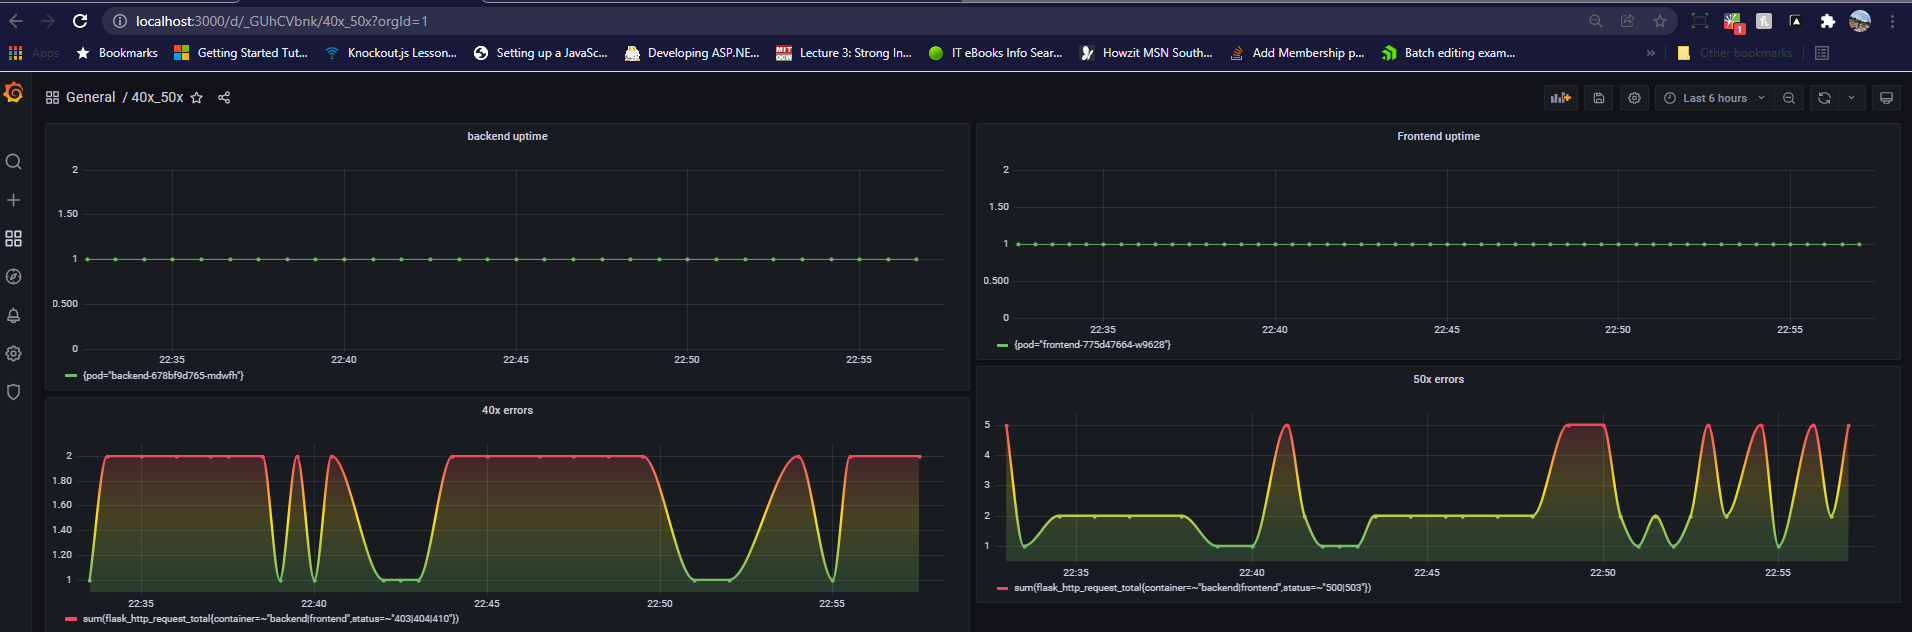 localhost:3000/d/_GUhCVbnk/40x_50x?orgId=1
1
Apps Bookmarks Getting Started Tut... Knockout.js Lesson... Setting up a JavaSc... Developing ASP.NE... MIT OCW Lecture 3: Strong In... IT eBooks Info Sear... Howzit MSN South... Add Membership p... Batch editing exam... » Other bookmarks
General / 40x_50x
Last 6 hours
backend uptime
2
1.50
1
0.500
0
22:35 22:40 22:45 22:50 22:55
{pod="backend-678bf9d765-mdwfh"}
Frontend uptime
2
1.50
1
0.500
0
22:35 22:40 22:45 22:50 22:55
{pod="frontend-775d47664-w9628"}
40x errors
2
1.80
1.60
1.40
1.20
1
22:35 22:40 22:45 22:50 22:55
sum(flask_http_request_total{container=~"backend|frontend",status=~"403|404|410"})
50x errors
5
4
3
2
1
22:35 22:40 22:45 22:50 22:55
sum(flask_http_request_total{container=~"backend|frontend",status=~"500|503"})